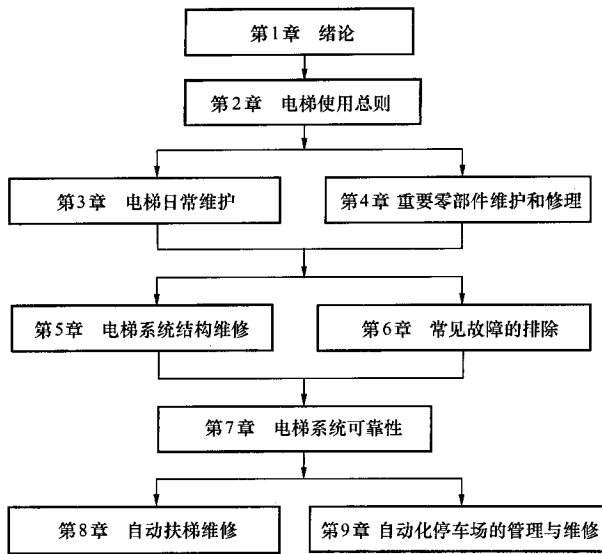 第1章 绪论
第2章 电梯使用总则
第3章 电梯日常维护
第4章 重要零部件维护和修理
第5章 电梯系统结构维修
第6章 常见故障的排除
第7章 电梯系统可靠性
第8章 自动扶梯维修
第9章 自动化停车场的管理与维修